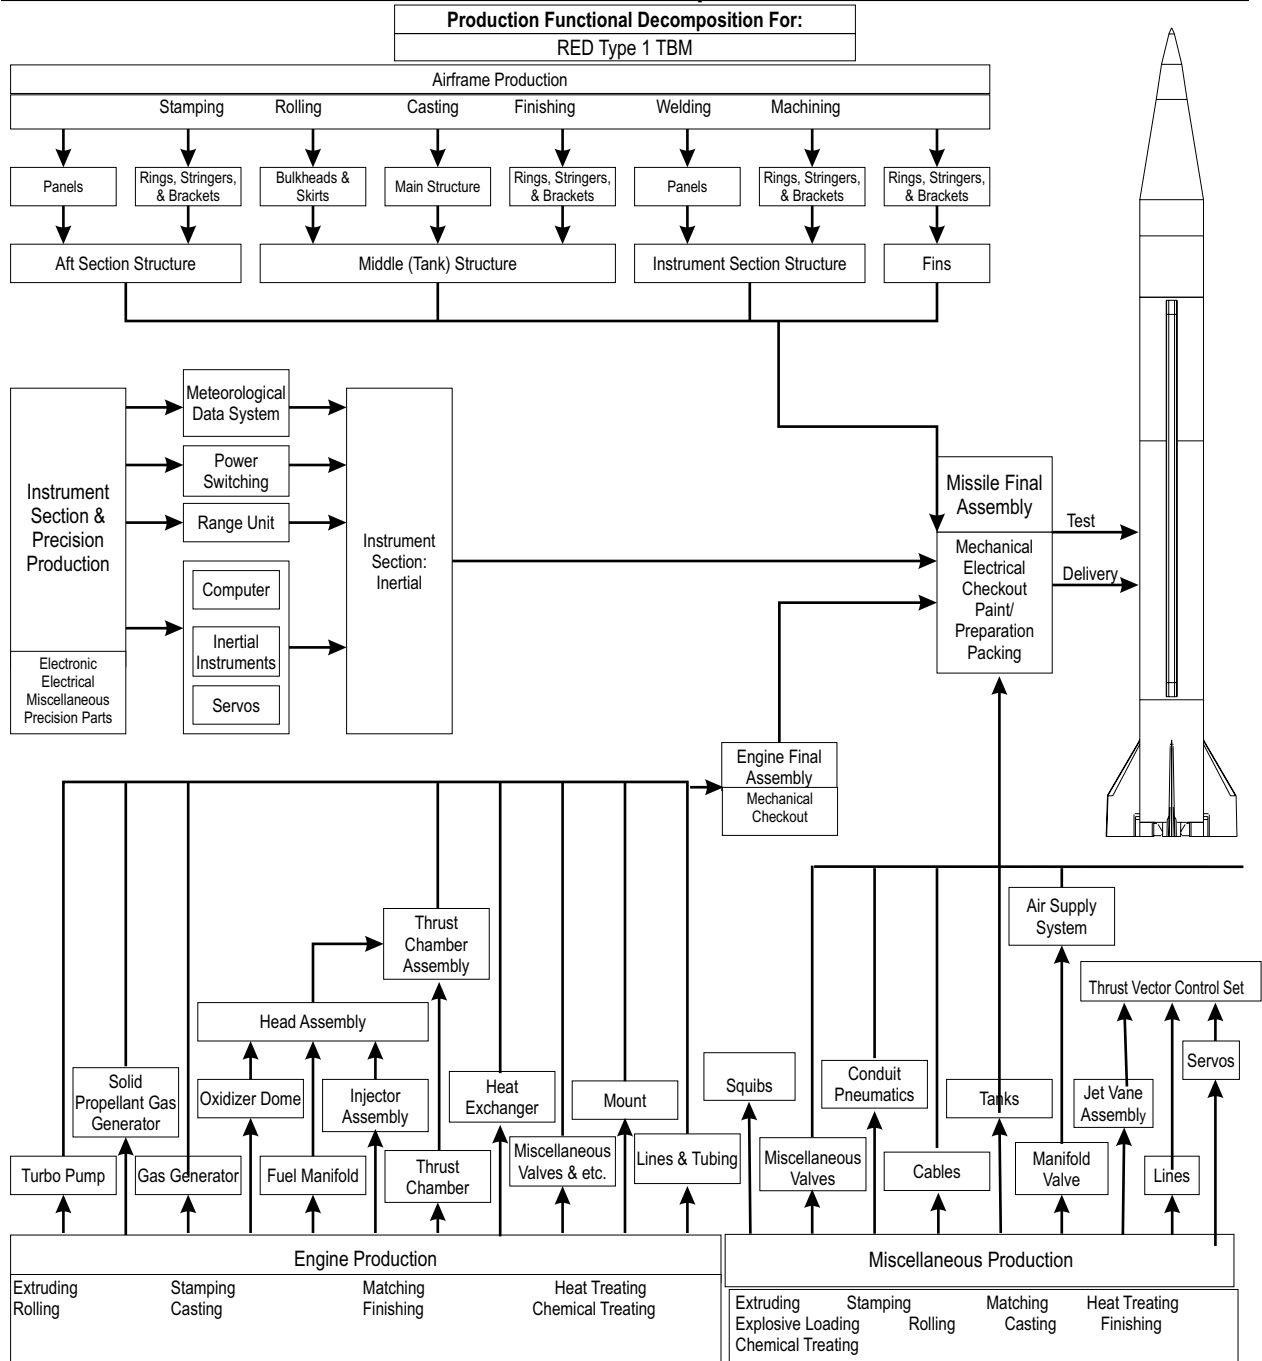 Production Functional Decomposition For:
RED Type 1 TBM
Airframe Production
Stamping Rolling Casting Finishing Welding Machining
Panels
Rings, Stringers,
& Brackets
Bulkheads &
Skirts
Main Structure
Rings, Stringers,
& Brackets
Panels
Rings, Stringers,
& Brackets
Rings, Stringers,
& Brackets
Aft Section Structure
Middle (Tank) Structure
Instrument Section Structure
Fins
Instrument
Section &
Precision
Production
Electronic
Electrical
Miscellaneous
Precision Parts
Meteorological
Data System
Power
Switching
Range Unit
Computer
Inertial
Instruments
Servos
Instrument
Section:
Inertial
Missile Final
Assembly
Mechanical
Electrical
Checkout
Paint/
Preparation
Packing
Test
Delivery
Engine Final
Assembly
Mechanical
Checkout
Thrust
Chamber
Assembly
Head Assembly
Solid
Propellant Gas
Generator
Oxidizer Dome
Injector
Assembly
Heat
Exchanger
Mount
Turbo Pump
Gas Generator
Fuel Manifold
Thrust
Chamber
Miscellaneous
Valves & etc.
Lines & Tubing
Engine Production
Extruding Stamping Matching Heat Treating
Rolling Casting Finishing Chemical Treating
Air Supply
System
Thrust Vector Control Set
Servos
Squibs
Conduit
Pneumatics
Tanks
Jet Vane
Assembly
Miscellaneous
Valves
Cables
Manifold
Valve
Lines
Miscellaneous Production
Extruding Stamping Matching Heat Treating
Explosive Loading Rolling Casting Finishing
Chemical Treating